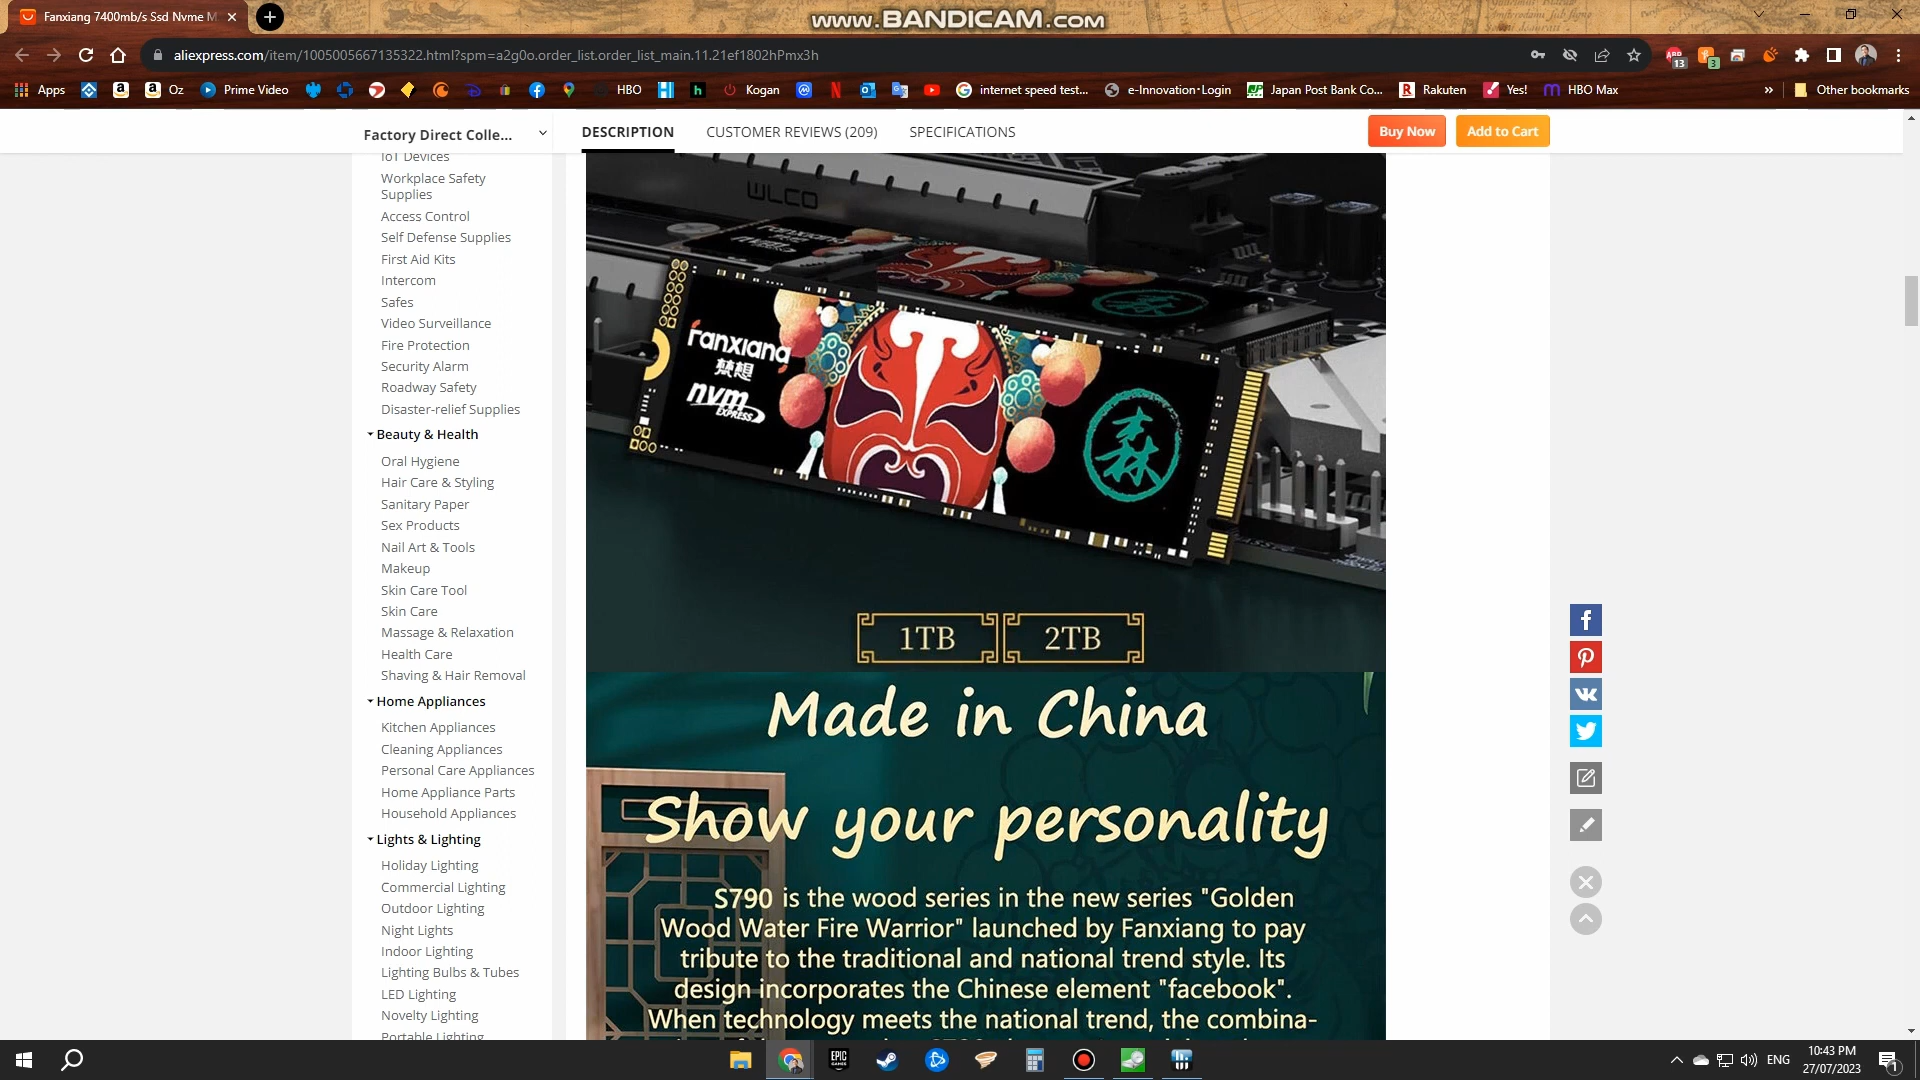 Fanxiang 7400mb/s Ssd Nvme M
www.BANDICAM.com
aliexpress.com/item/1005005667135322.html?spm=a2g0o.order_list.order_list_main.11.21ef1802hPmx3h
13
3
Apps
Oz
Prime Video
HBO
Kogan
internet speed test...
e-Innovation・Login
Japan Post Bank Co...
Rakuten
Yes!
HBO Max
»
Other bookmarks
Factory Direct Colle...
DESCRIPTION
CUSTOMER REVIEWS (209)
SPECIFICATIONS
Buy Now
Add to Cart
IoT Devices
Workplace Safety
Supplies
Access Control
Self Defense Supplies
First Aid Kits
Intercom
Safes
Video Surveillance
Fire Protection
Security Alarm
Roadway Safety
Disaster-relief Supplies
Beauty & Health
Oral Hygiene
Hair Care & Styling
Sanitary Paper
Sex Products
Nail Art & Tools
Makeup
Skin Care Tool
Skin Care
Massage & Relaxation
Health Care
Shaving & Hair Removal
Home Appliances
Kitchen Appliances
Cleaning Appliances
Personal Care Appliances
Home Appliance Parts
Household Appliances
Lights & Lighting
Holiday Lighting
Commercial Lighting
Outdoor Lighting
Night Lights
Indoor Lighting
Lighting Bulbs & Tubes
LED Lighting
Novelty Lighting
Portable Lighting
WLCO
Fanxiang
梵想
nvm
EXPRESS
森
1TB
2TB
Made in China
Show your personality
S790 is the wood series in the new series "Golden
Wood Water Fire Warrior" launched by Fanxiang to pay
tribute to the traditional and national trend style. Its
design incorporates the Chinese element "facebook".
When technology meets the national trend, the combina-
EPIC
GAMES
ENG
10:43 PM
27/07/2023
1